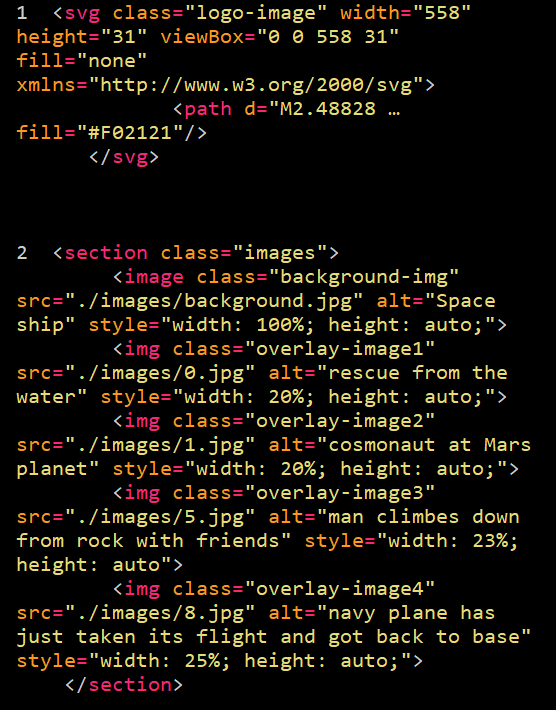 1  <svg class="logo-image" width="558"
height="31" viewBox="0 0 558 31"
fill="none"
xmlns="http://www.w3.org/2000/svg">
<path d="M2.48828 …
fill="#F02121"/>
</svg>
2  <section class="images">
<image class="background-img"
src="./images/background.jpg" alt="Space
ship" style="width: 100%; height: auto;">
<img class="overlay-image1"
src="./images/0.jpg" alt="rescue from the
water" style="width: 20%; height: auto;">
<img class="overlay-image2"
src="./images/1.jpg" alt="cosmonaut at Mars
planet" style="width: 20%; height: auto;">
<img class="overlay-image3"
src="./images/5.jpg" alt="man climbes down
from rock with friends" style="width: 23%;
height: auto">
<img class="overlay-image4"
src="./images/8.jpg" alt="navy plane has
just taken its flight and got back to base"
style="width: 25%; height: auto;">
</section>